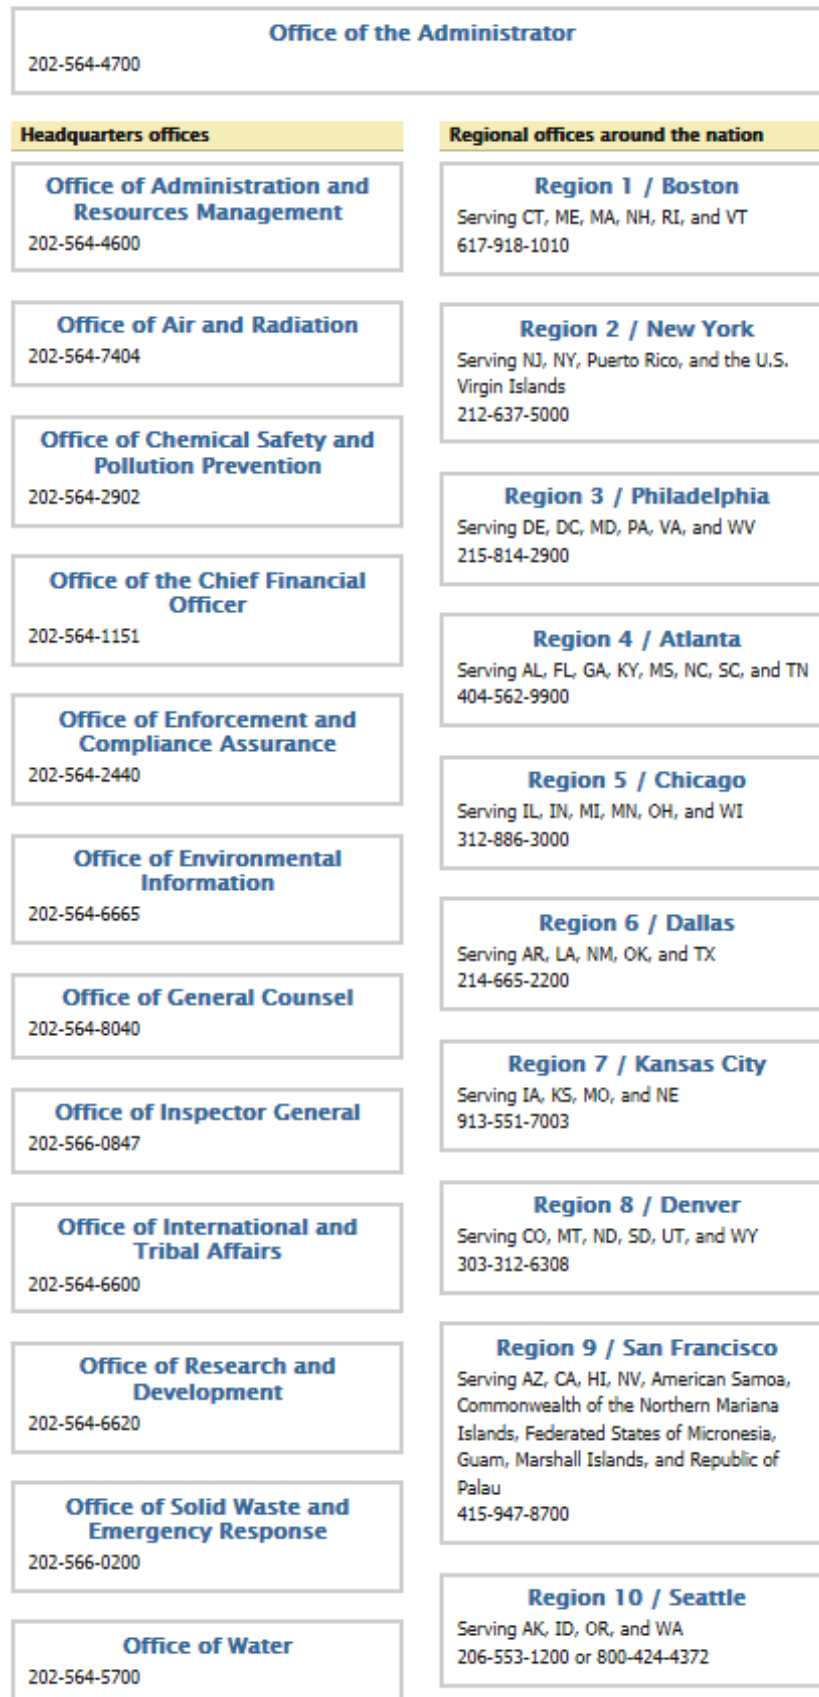 Office of the Administrator
202-564-4700
Headquarters offices
Office of Administration and
Resources Management
202-564-4600
Office of Air and Radiation
202-564-7404
Office of Chemical Safety and
Pollution Prevention
202-564-2902
Office of the Chief Financial
Officer
202-564-1151
Office of Enforcement and
Compliance Assurance
202-564-2440
Office of Environmental
Information
202-564-6665
Office of General Counsel
202-564-8040
Office of Inspector General
202-566-0847
Office of International and
Tribal Affairs
202-564-6600
Office of Research and
Development
202-564-6620
Office of Solid Waste and
Emergency Response
202-566-0200
Office of Water
202-564-5700
Regional offices around the nation
Region 1 / Boston
Serving CT, ME, MA, NH, RI, and VT
617-918-1010
Region 2 / New York
Serving NJ, NY, Puerto Rico, and the U.S.
Virgin Islands
212-637-5000
Region 3 / Philadelphia
Serving DE, DC, MD, PA, VA, and WV
215-814-2900
Region 4 / Atlanta
Serving AL, FL, GA, KY, MS, NC, SC, and TN
404-562-9900
Region 5 / Chicago
Serving IL, IN, MI, MN, OH, and WI
312-886-3000
Region 6 / Dallas
Serving AR, LA, NM, OK, and TX
214-665-2200
Region 7 / Kansas City
Serving IA, KS, MO, and NE
913-551-7003
Region 8 / Denver
Serving CO, MT, ND, SD, UT, and WY
303-312-6308
Region 9 / San Francisco
Serving AZ, CA, HI, NV, American Samoa,
Commonwealth of the Northern Mariana
Islands, Federated States of Micronesia,
Guam, Marshall Islands, and Republic of
Palau
415-947-8700
Region 10 / Seattle
Serving AK, ID, OR, and WA
206-553-1200 or 800-424-4372